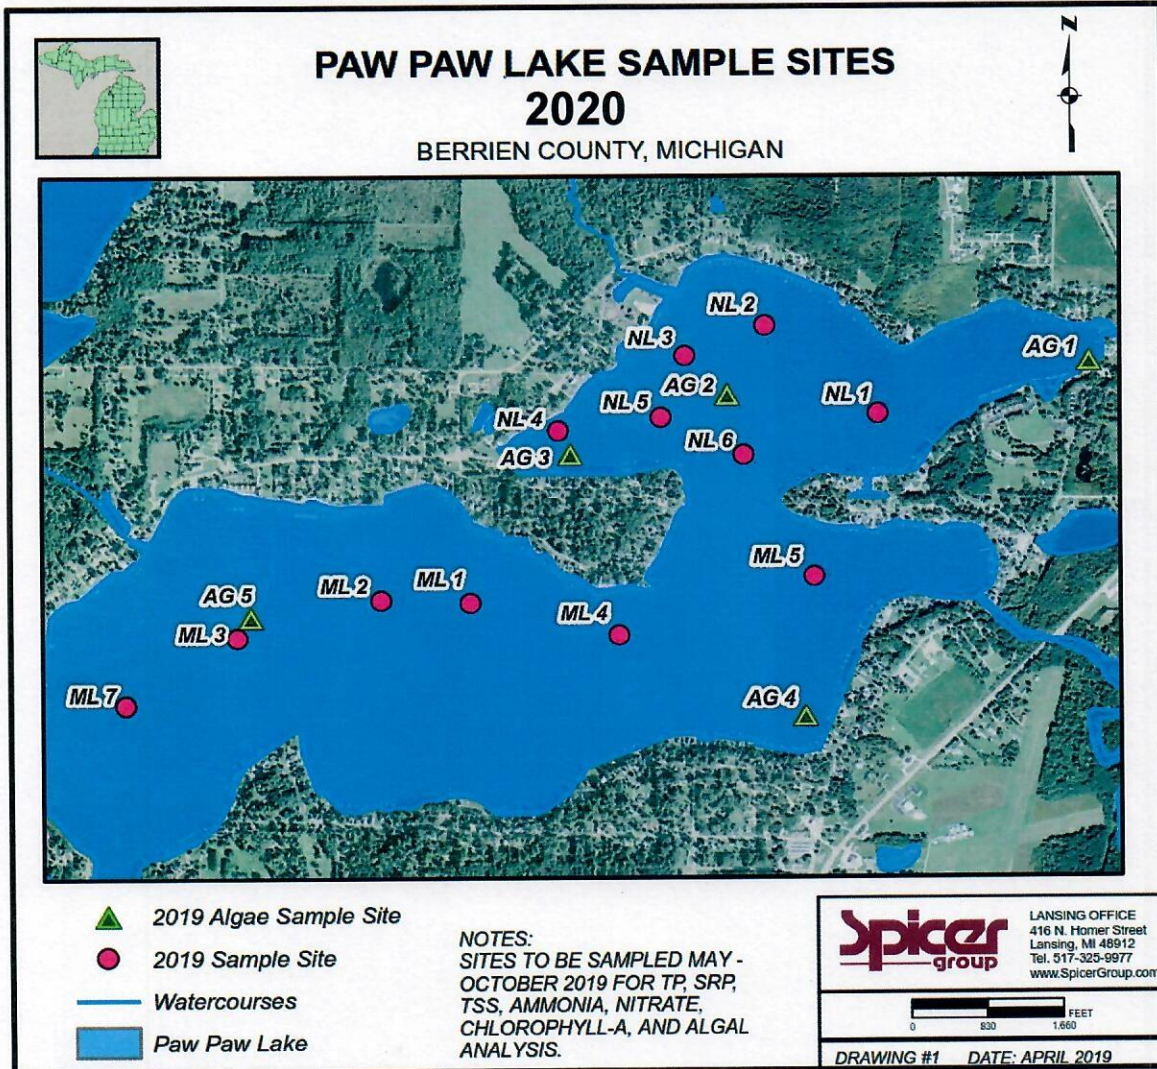 PAW PAW LAKE SAMPLE SITES
2020
BERRIEN COUNTY, MICHIGAN
N
NL 2
NL 3
AG 1
AG 2
NL 1
NL 5
NL 4
NL 6
AG 3
ML 5
ML 2
ML 1
AG 5
ML 4
ML 3
ML 7
AG 4
2019 Algae Sample Site
2019 Sample Site
Watercourses
Paw Paw Lake
NOTES:
SITES TO BE SAMPLED MAY -
OCTOBER 2019 FOR TP, SRP,
TSS, AMMONIA, NITRATE,
CHLOROPHYLL-A, AND ALGAL
ANALYSIS.
Spicer
group
LANSING OFFICE
416 N. Homer Street
Lansing, MI 48912
Tel. 517-325-9977
www.SpicerGroup.com
FEET
0 830 1,660
DRAWING #1 DATE: APRIL 2019